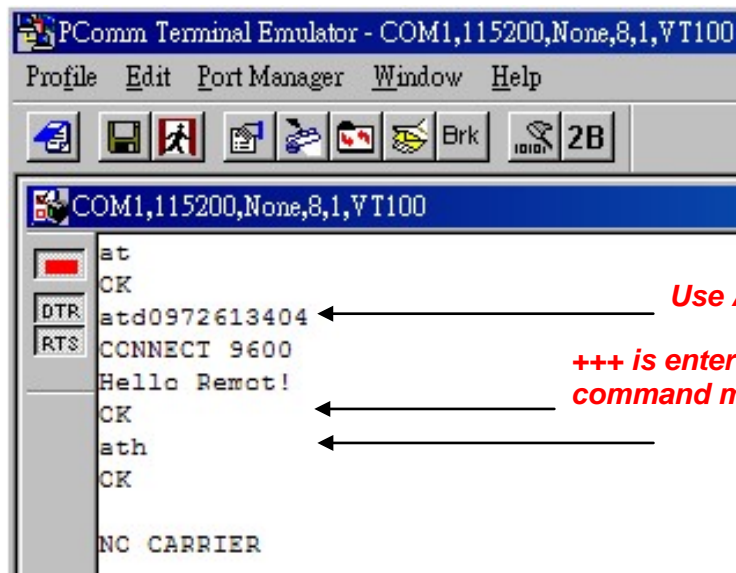 PComm Terminal Emulator - COM1,115200,None,8,1,VT100
Profile Edit Port Manager Window Help
Brk 2B
COM1,115200,None,8,1,VT100
DTR
RTS
at
OK
atd0972613404
CONNECT 9600
Hello Remot!
OK
ath
OK
NO CARRIER
Use
+++ is enter
command m